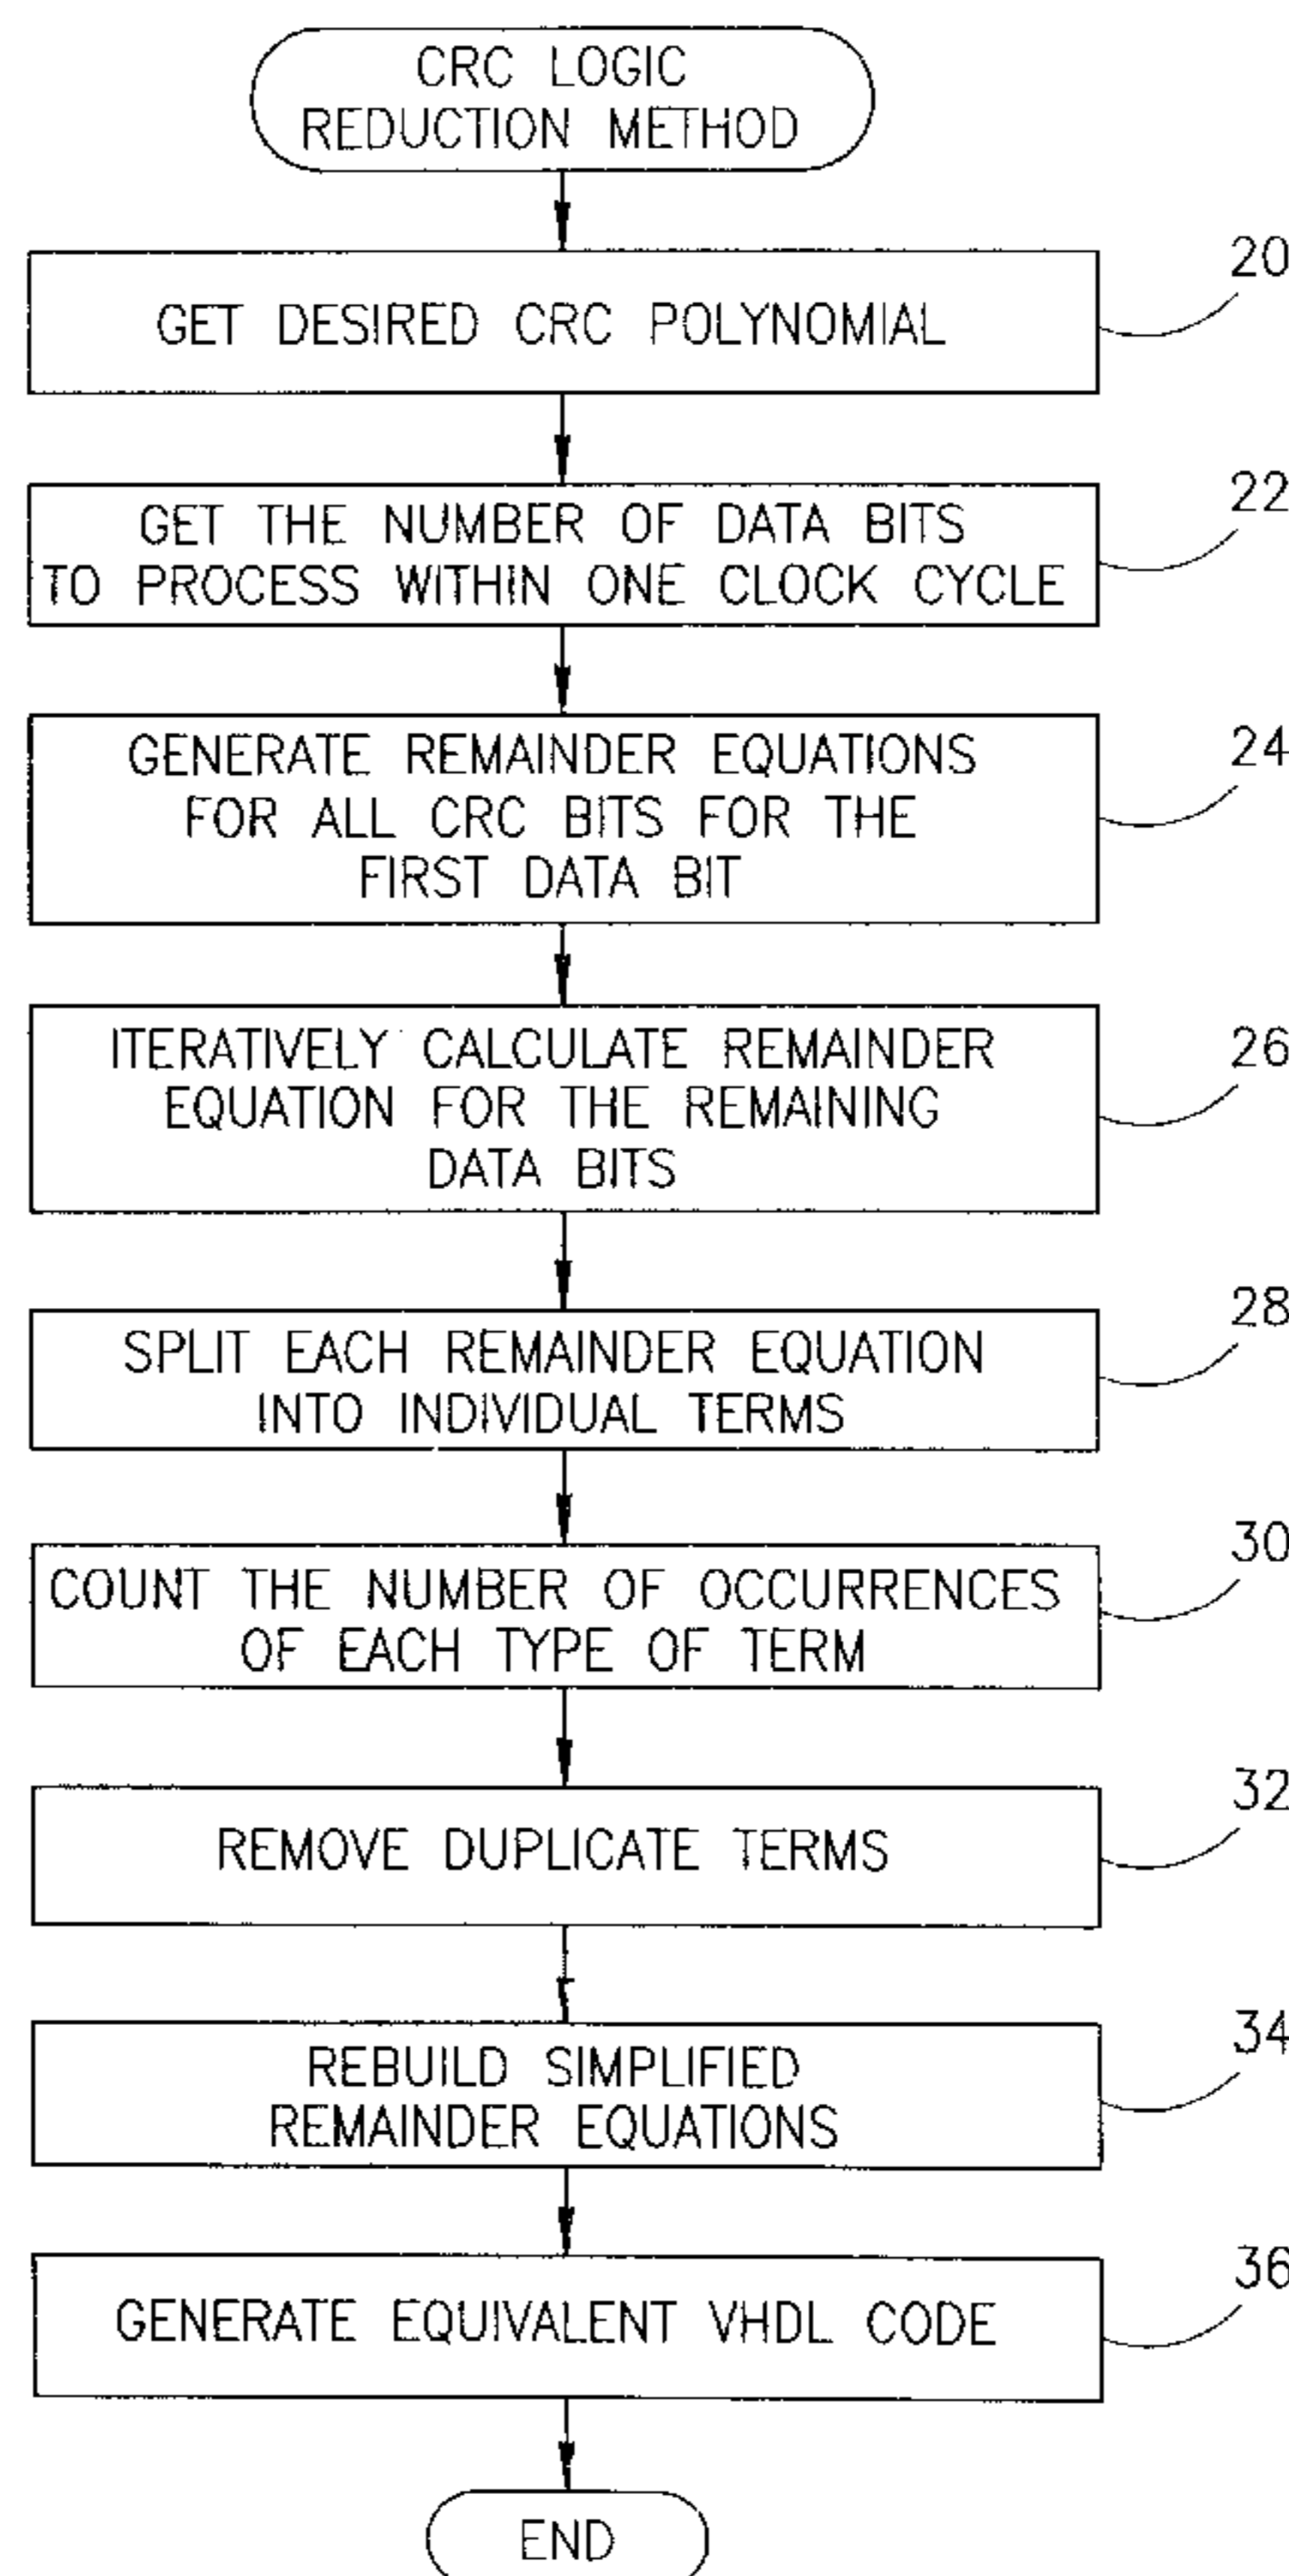 CRC LOGIC
REDUCTION METHOD
GET DESIRED CRC POLYNOMIAL
20
GET THE NUMBER OF DATA BITS
TO PROCESS WITHIN ONE CLOCK CYCLE
22
GENERATE REMAINDER EQUATIONS
FOR ALL CRC BITS FOR THE
FIRST DATA BIT
24
ITERATIVELY CALCULATE REMAINDER
EQUATION FOR THE REMAINING
DATA BITS
26
SPLIT EACH REMAINDER EQUATION
INTO INDIVIDUAL TERMS
28
COUNT THE NUMBER OF OCCURRENCES
OF EACH TYPE OF TERM
30
REMOVE DUPLICATE TERMS
32
REBUILD SIMPLIFIED
REMAINDER EQUATIONS
34
GENERATE EQUIVALENT VHDL CODE
36
END